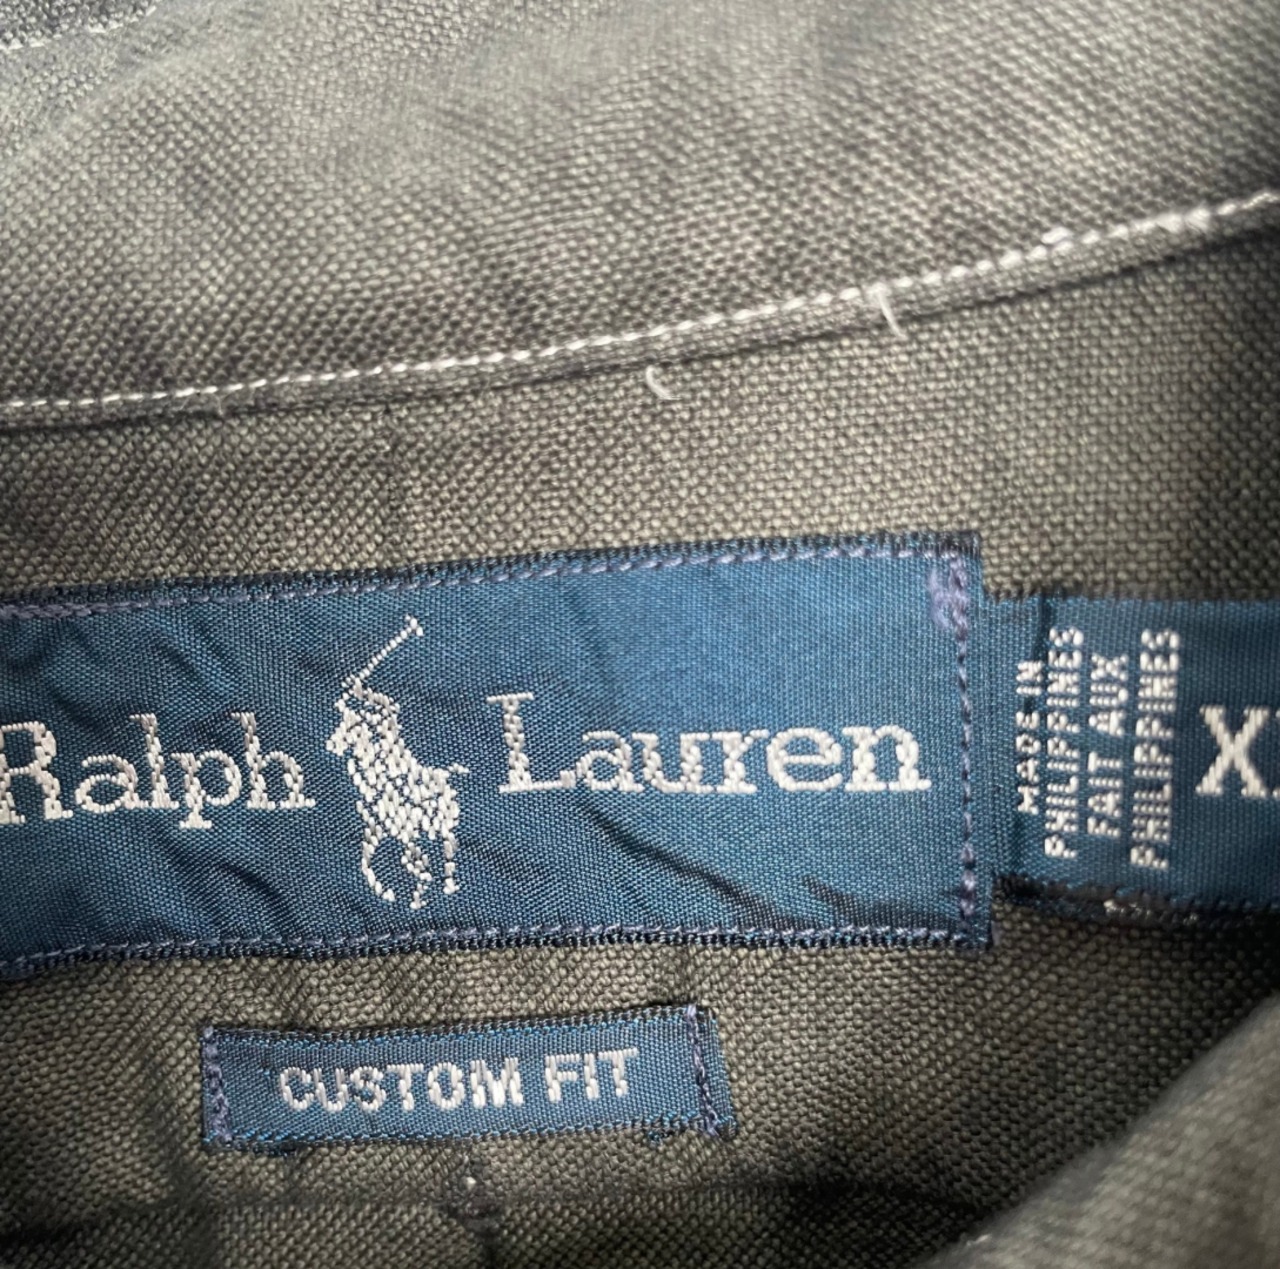 Ralph Lauren
MADE IN
PHILIPPINES
FAIT AUX
PHILIPPINES
CUSTOM FIT